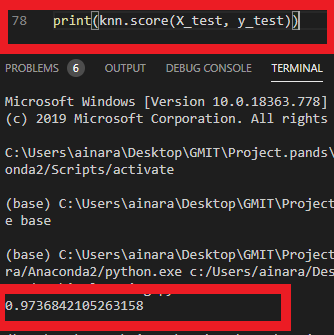 78 print(knn.score(X_test, y_test))
PROBLEMS 6 OUTPUT DEBUG CONSOLE TERMINAL
Microsoft Windows [Version 10.0.18363.778]
(c) 2019 Microsoft Corporation. All rights
C:\Users\ainara\Desktop\GMIT\Project.pands\
onda2/Scripts/activate
(base) C:\Users\ainara\Desktop\GMIT\Project
e base
(base) C:\Users\ainara\Desktop\GMIT\Project
ra/Anaconda2/python.exe c:/Users/ainara/Des
0.9736842105263158